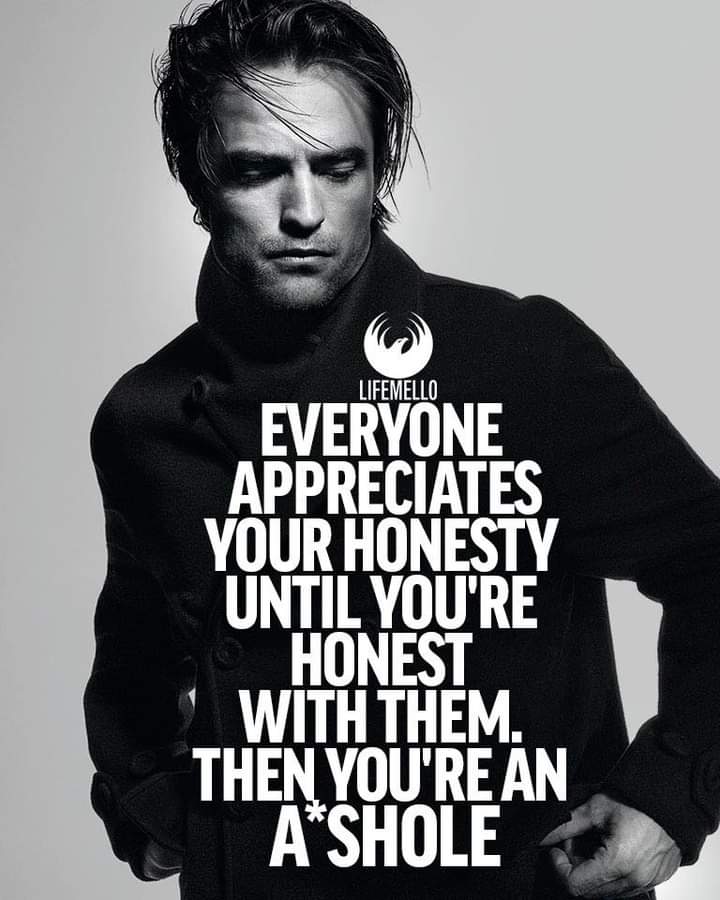 LIFEMELLO
EVERYONE
APPRECIATES
YOUR HONESTY
UNTIL YOU'RE
HONEST
WITH THEM.
THEN YOU'RE AN
A*SHOLE